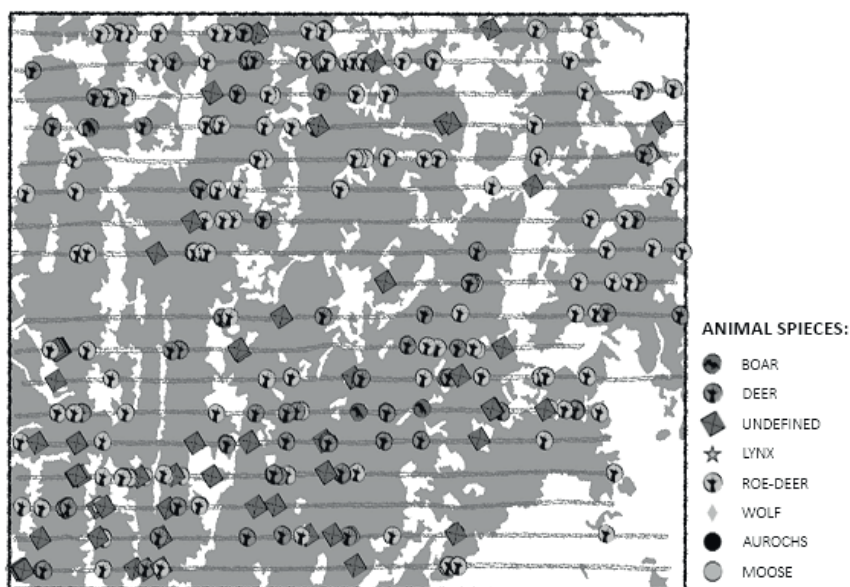 ANIMAL SPIECES:
BOAR
DEER
UNDEFINED
LYNX
ROE-DEER
WOLF
AUROCHS
MOOSE